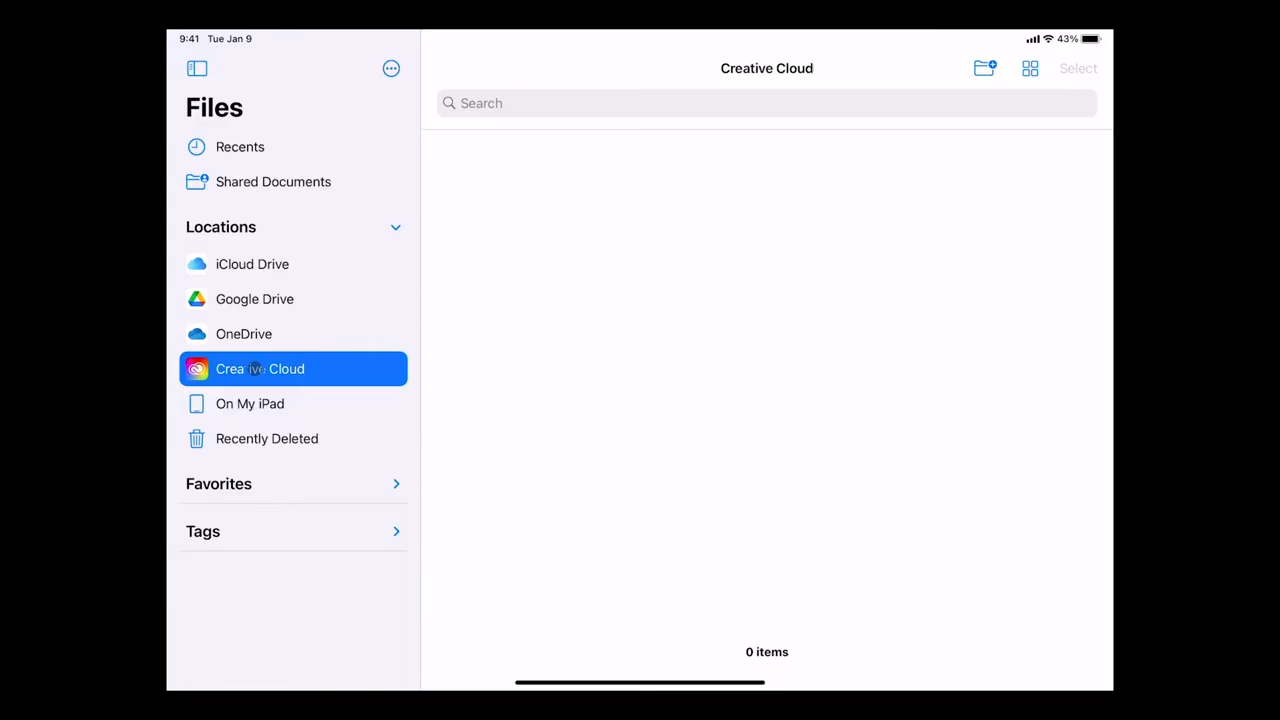 9:41 Tue Jan 9
43%
Files
Recents
Shared Documents
Locations
iCloud Drive
Google Drive
OneDrive
Creative Cloud
On My iPad
Recently Deleted
Favorites
Tags
Creative Cloud
Select
Search
0 items